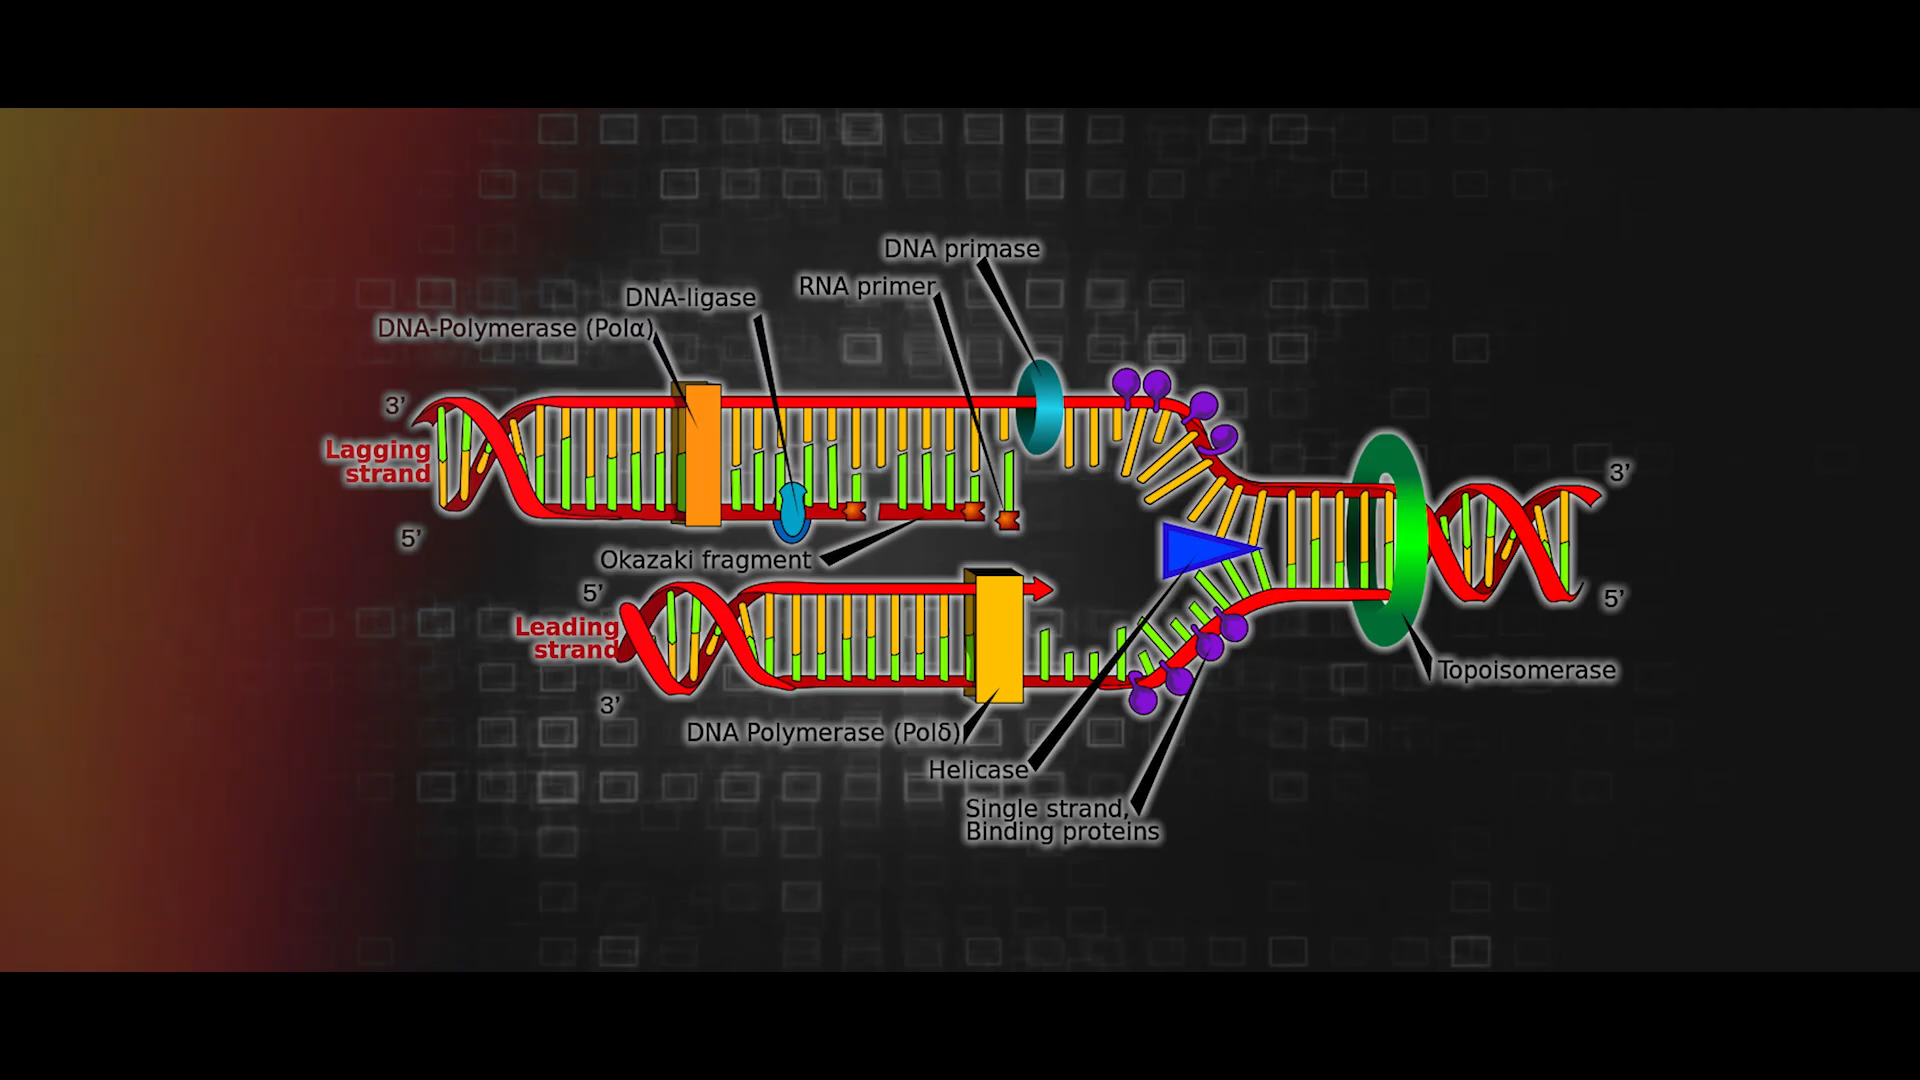 DNA primase
RNA primer
DNA-ligase
DNA-Polymerase (Polα)
3’
Lagging
strand
3’
5’
Okazaki fragment
5’
5’
Leading
strand
Topoisomerase
3’
DNA Polymerase (Polδ)
Helicase
Single strand,
Binding proteins